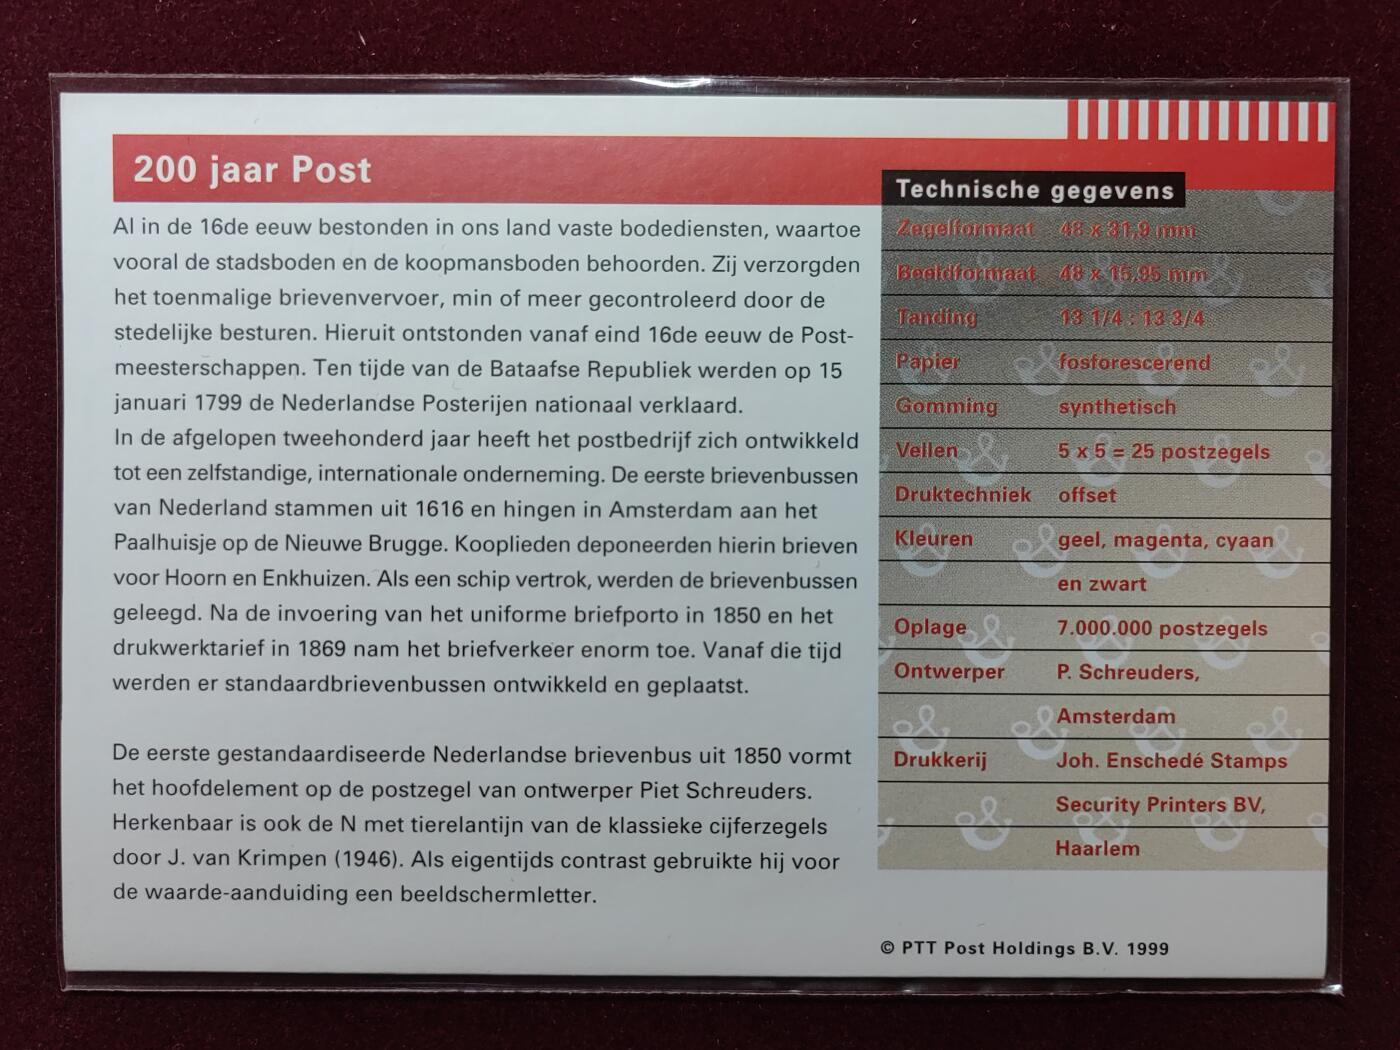 200 jaar Post
Al in de 16de eeuw bestonden in ons land vaste bodediensten, waartoe
vooral de stadsboden en de koopmansboden behoorden. Zij verzorgden
het toenmalige brievenvervoer, min of meer gecontroleerd door de
stedelijke besturen. Hieruit ontstonden vanaf eind 16de eeuw de Post-
meesterschappen. Ten tijde van de Bataafse Republiek werden op 15
januari 1799 de Nederlandse Posterijen nationaal verklaard.
In de afgelopen tweehonderd jaar heeft het postbedrijf zich ontwikkeld
tot een zelfstandige, internationale onderneming. De eerste brievenbussen
van Nederland stammen uit 1616 en hingen in Amsterdam aan het
Paalhuisje op de Nieuwe Brugge. Kooplieden deponeerden hierin brieven
voor Hoorn en Enkhuizen. Als een schip vertrok, werden de brievenbussen
geleegd. Na de invoering van het uniforme briefporto in 1850 en het
drukwerktarief in 1869 nam het briefverkeer enorm toe. Vanaf die tijd
werden er standaardbrievenbussen ontwikkeld en geplaatst.
De eerste gestandaardiseerde Nederlandse brievenbus uit 1850 vormt
het hoofdelement op de postzegel van ontwerper Piet Schreuders.
Herkenbaar is ook de N met tierelantijn van de klassieke cijferzegels
door J. van Krimpen (1946). Als eigentijds contrast gebruikte hij voor
de waarde-aanduiding een beeldschermletter.
Technische gegevens
Zegelformaat 48 x 31,9 mm
Beeldformaat 48 x 15,95 mm
Tanding 13 1/4 : 13 3/4
Papier fosforescerend
Gomming synthetisch
Vellen 5 x 5 = 25 postzegels
Druktechniek offset
Kleuren geel, magenta, cyaan
en zwart
Oplage 7.000.000 postzegels
Ontwerper P. Schreuders,
Amsterdam
Drukkerij Joh. Enschedé Stamps
Security Printers BV,
Haarlem
© PTT Post Holdings B.V. 1999